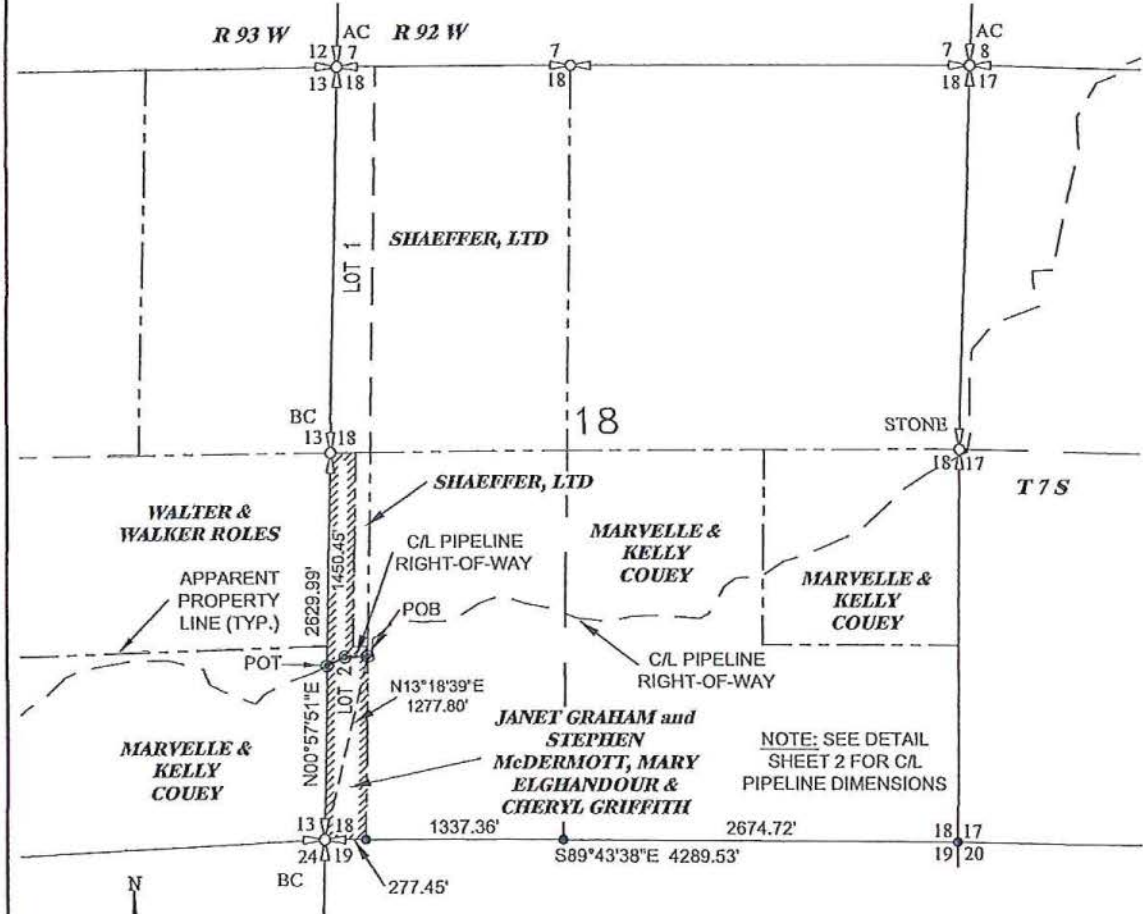 R 93 W
AC
R 92 W
AC
12 7
13 18
7
18
7 8
18 17
LOT 1
SHAEFFER, LTD
BC
13 18
18
STONE
18 17
T 7 S
WALTER &
WALKER ROLES
SHAEFFER, LTD
C/L PIPELINE
RIGHT-OF-WAY
MARVELLE &
KELLY
COUEY
MARVELLE &
KELLY
COUEY
APPARENT
PROPERTY
LINE (TYP.)
2629.99'
1450.45'
POB
POT
LOT 2
C/L PIPELINE
RIGHT-OF-WAY
N13°18'39"E
1277.80'
N00°57'51"E
MARVELLE &
KELLY
COUEY
JANET GRAHAM and
STEPHEN
McDERMOTT, MARY
ELGHANDOUR &
CHERYL GRIFFITH
NOTE: SEE DETAIL
SHEET 2 FOR C/L
PIPELINE DIMENSIONS
13 18
24 19
1337.36'
2674.72'
18 17
19 20
S89°43'38"E 4289.53'
BC
277.45'
N